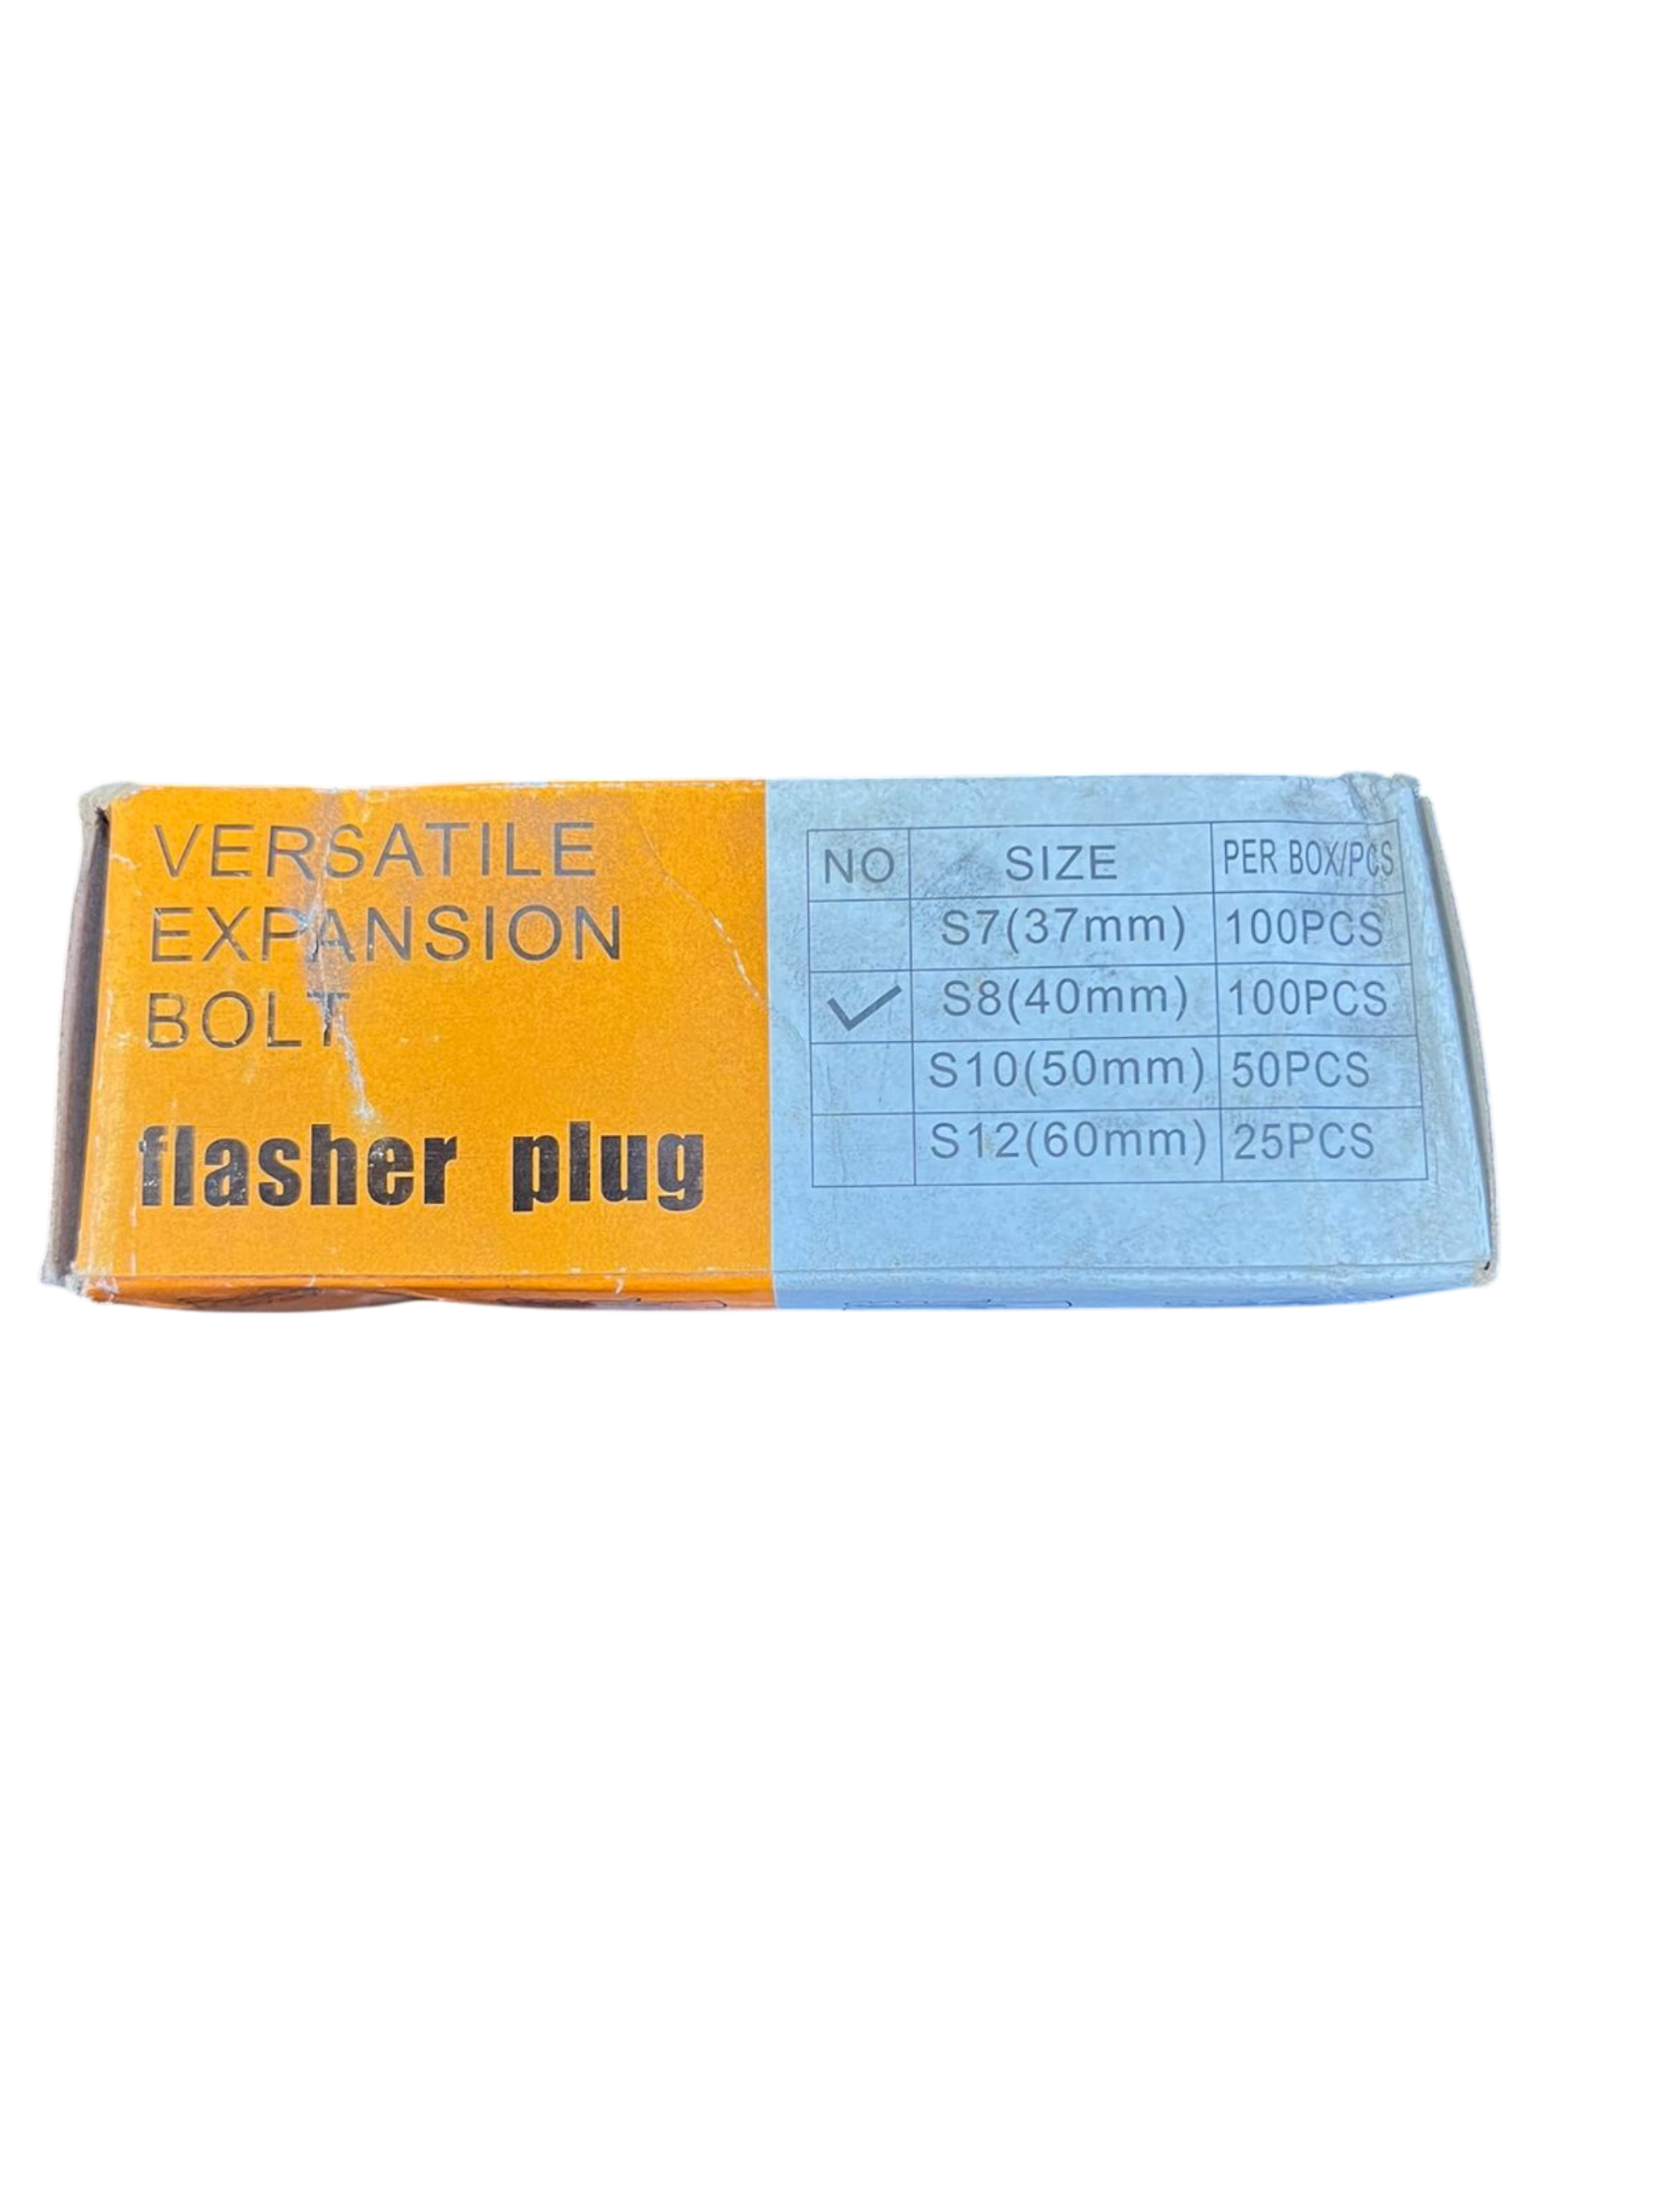 VERSATILE
EXPANSION
BOLT
flasher plug
NO SIZE PER BOX/PCS
S7(37mm) 100PCS
S8(40mm) 100PCS
S10(50mm) 50PCS
S12(60mm) 25PCS